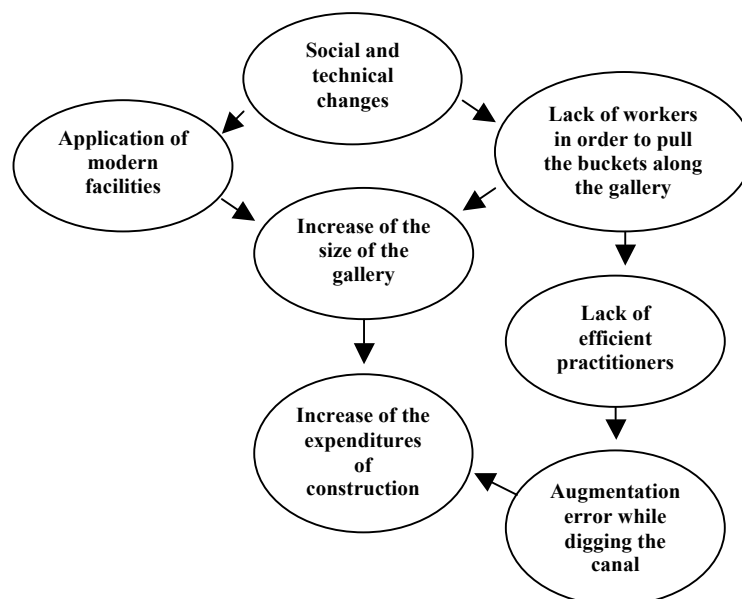 Social and
technical
changes
Application of
modern
facilities
Lack of workers
in order to pull
the buckets along
the gallery
Increase of the
size of the
gallery
Lack of
efficient
practitioners
Increase of the
expenditures
of
construction
Augmentation
error while
digging the
canal